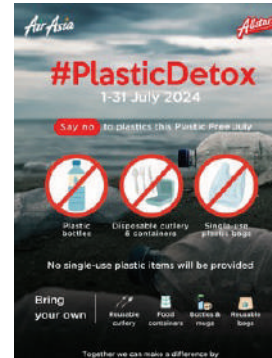 AirAsia
Allstars
#PlasticDetox
1-31 July 2024
Say no to plastics this Plastic Free July
Plastic bottles
Disposable cutlery & containers
Single-use plastic bags
No single-use plastic items will be provided
Bring your own
Reusable cutlery
Food containers
Bottles & mugs
Reusable bags
Together we can make a difference by